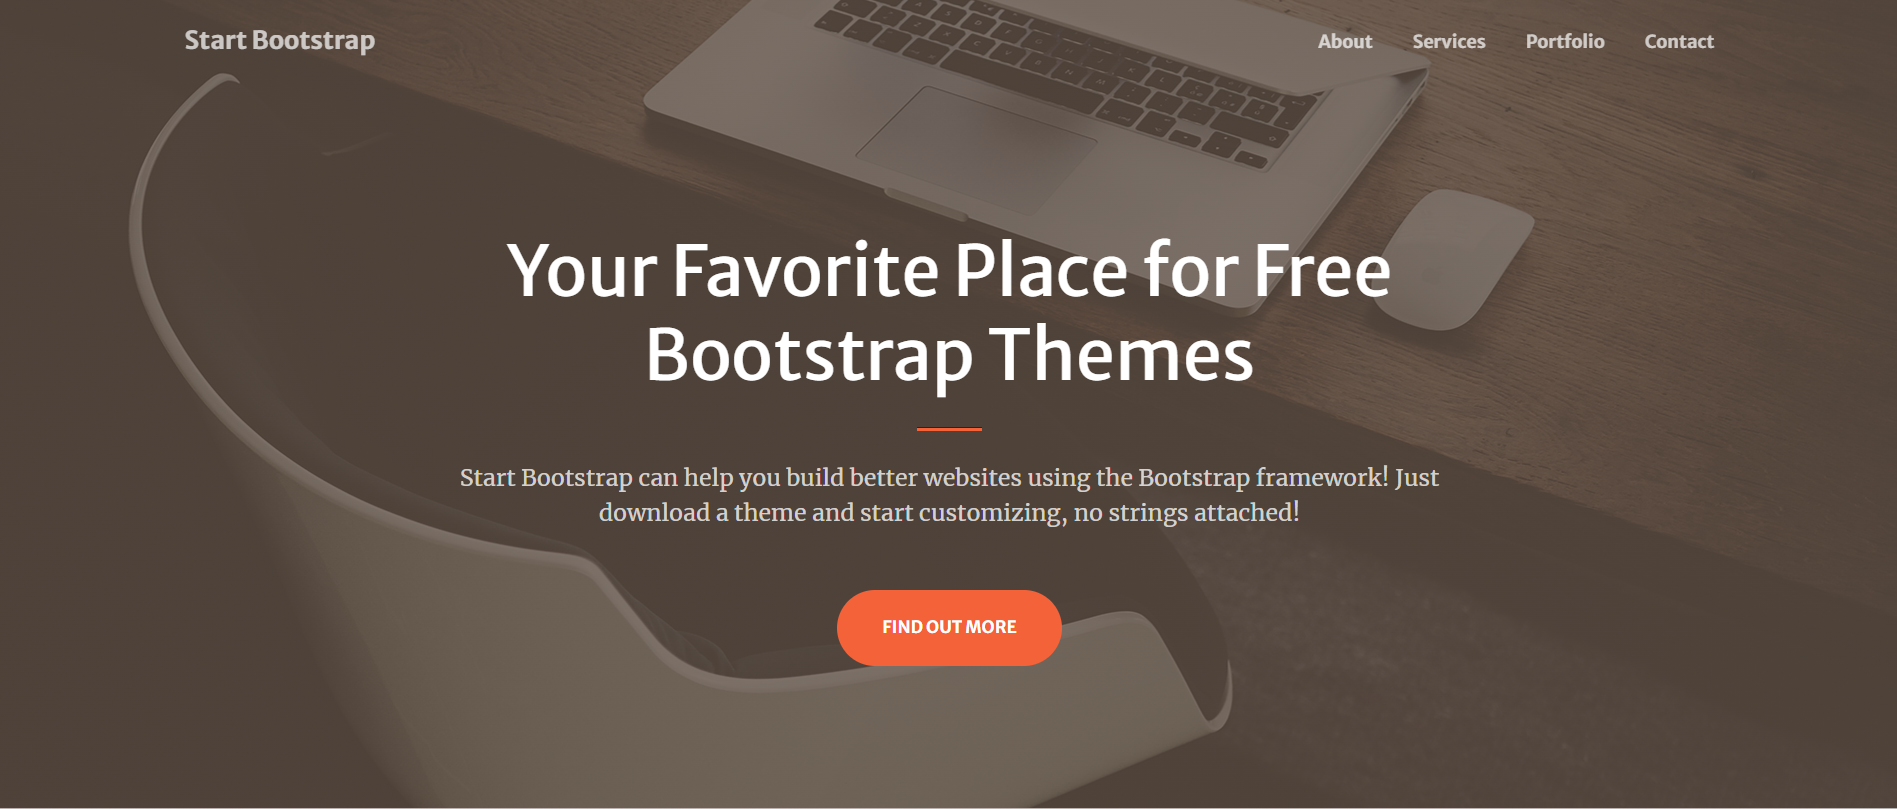 Start Bootstrap
About Services Portfolio Contact
Your Favorite Place for Free
Bootstrap Themes
Start Bootstrap can help you build better websites using the Bootstrap framework! Just
download a theme and start customizing, no strings attached!
FIND OUT MORE